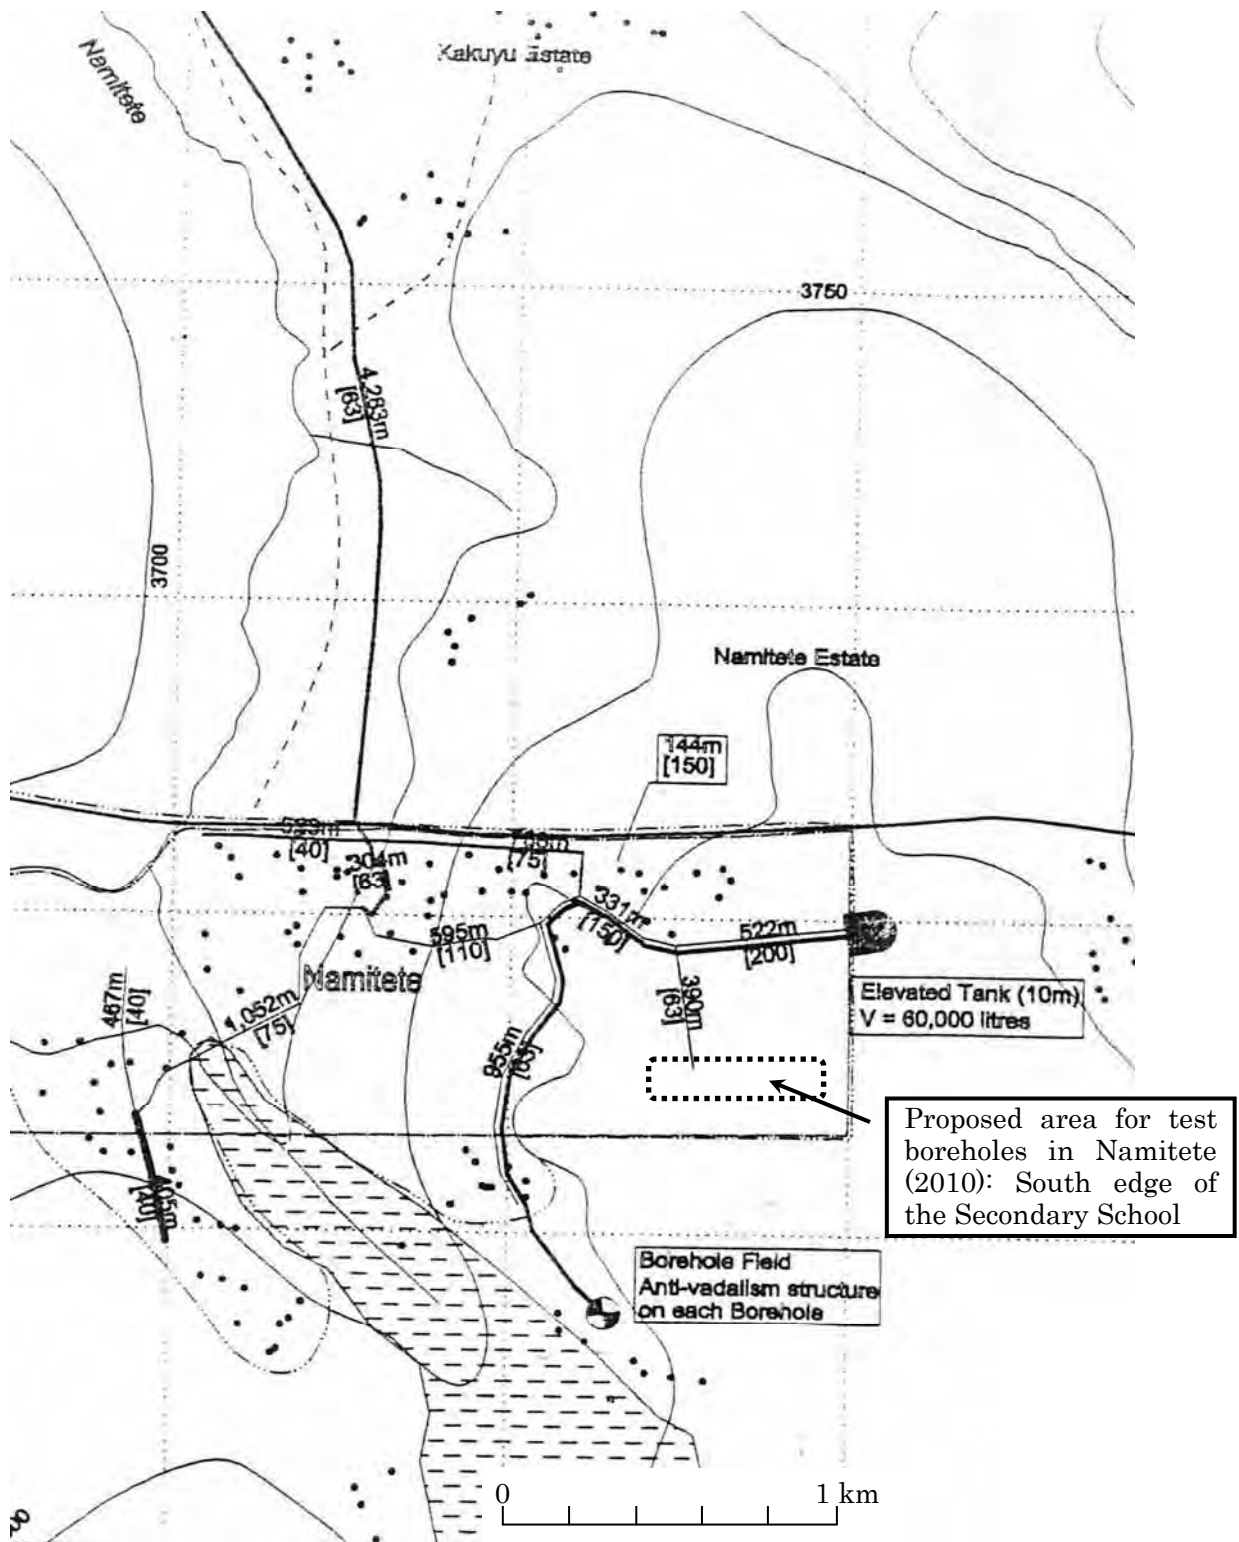 Namitete
Kakuyu Estate
3750
4,283m
[63]
3700
Namitete Estate
144m
[150]
529m
[40]
[75]
304m
[63]
331m
[150]
522m
[200]
595m
[110]
Namitete
467m
[40]
1,052m
[75]
390m
[63]
Elevated Tank (10m)
V = 60,000 litres
955m
Proposed area for test
boreholes in Namitete
(2010): South edge of
the Secondary School
405m
[40]
Borehole Field
Anti-vadalism structure
on each Borehole
0
1 km